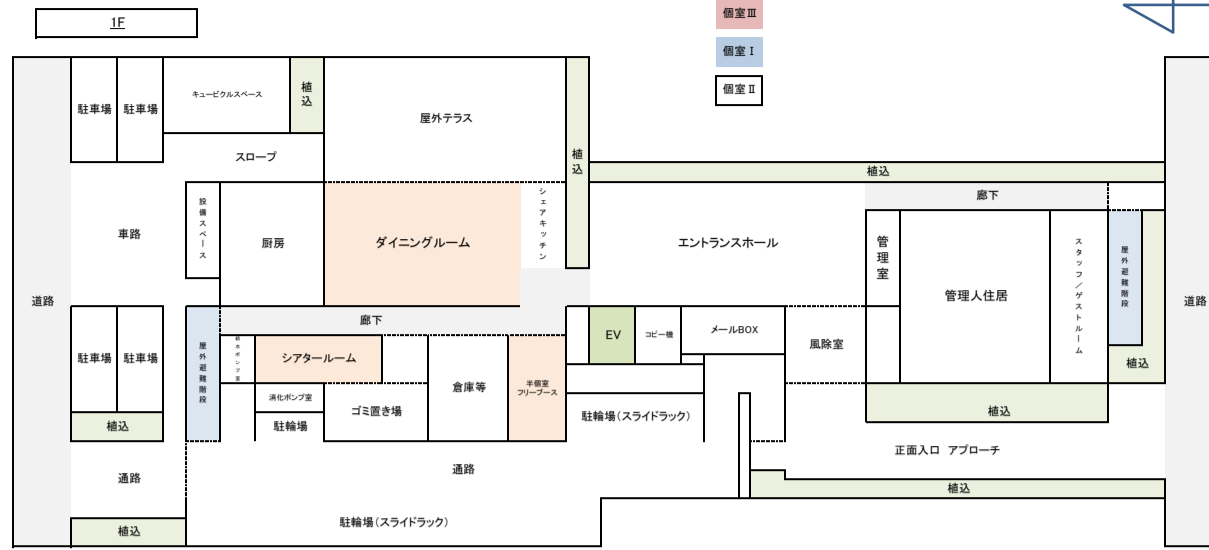 1F
個室Ⅲ
個室Ⅰ
個室Ⅱ
駐車場
駐車場
キュービクルスペース
植込
屋外テラス
スロープ
植込
植込
設備スペース
厨房
ダイニングルーム
シェアキッチン
エントランスホール
廊下
管理室
管理人住居
スタッフ/ゲストルーム
屋外避難階段
植込
車路
道路
道路
駐車場
駐車場
屋外避難階段
廊下
給水ポンプ室
シアタールーム
倉庫等
半個室
フリーブース
EV
コピー機
メールBOX
風除室
消化ポンプ室
ゴミ置き場
駐輪場
駐輪場(スライドラック)
植込
植込
正面入口 アプローチ
通路
通路
植込
植込
駐輪場(スライドラック)